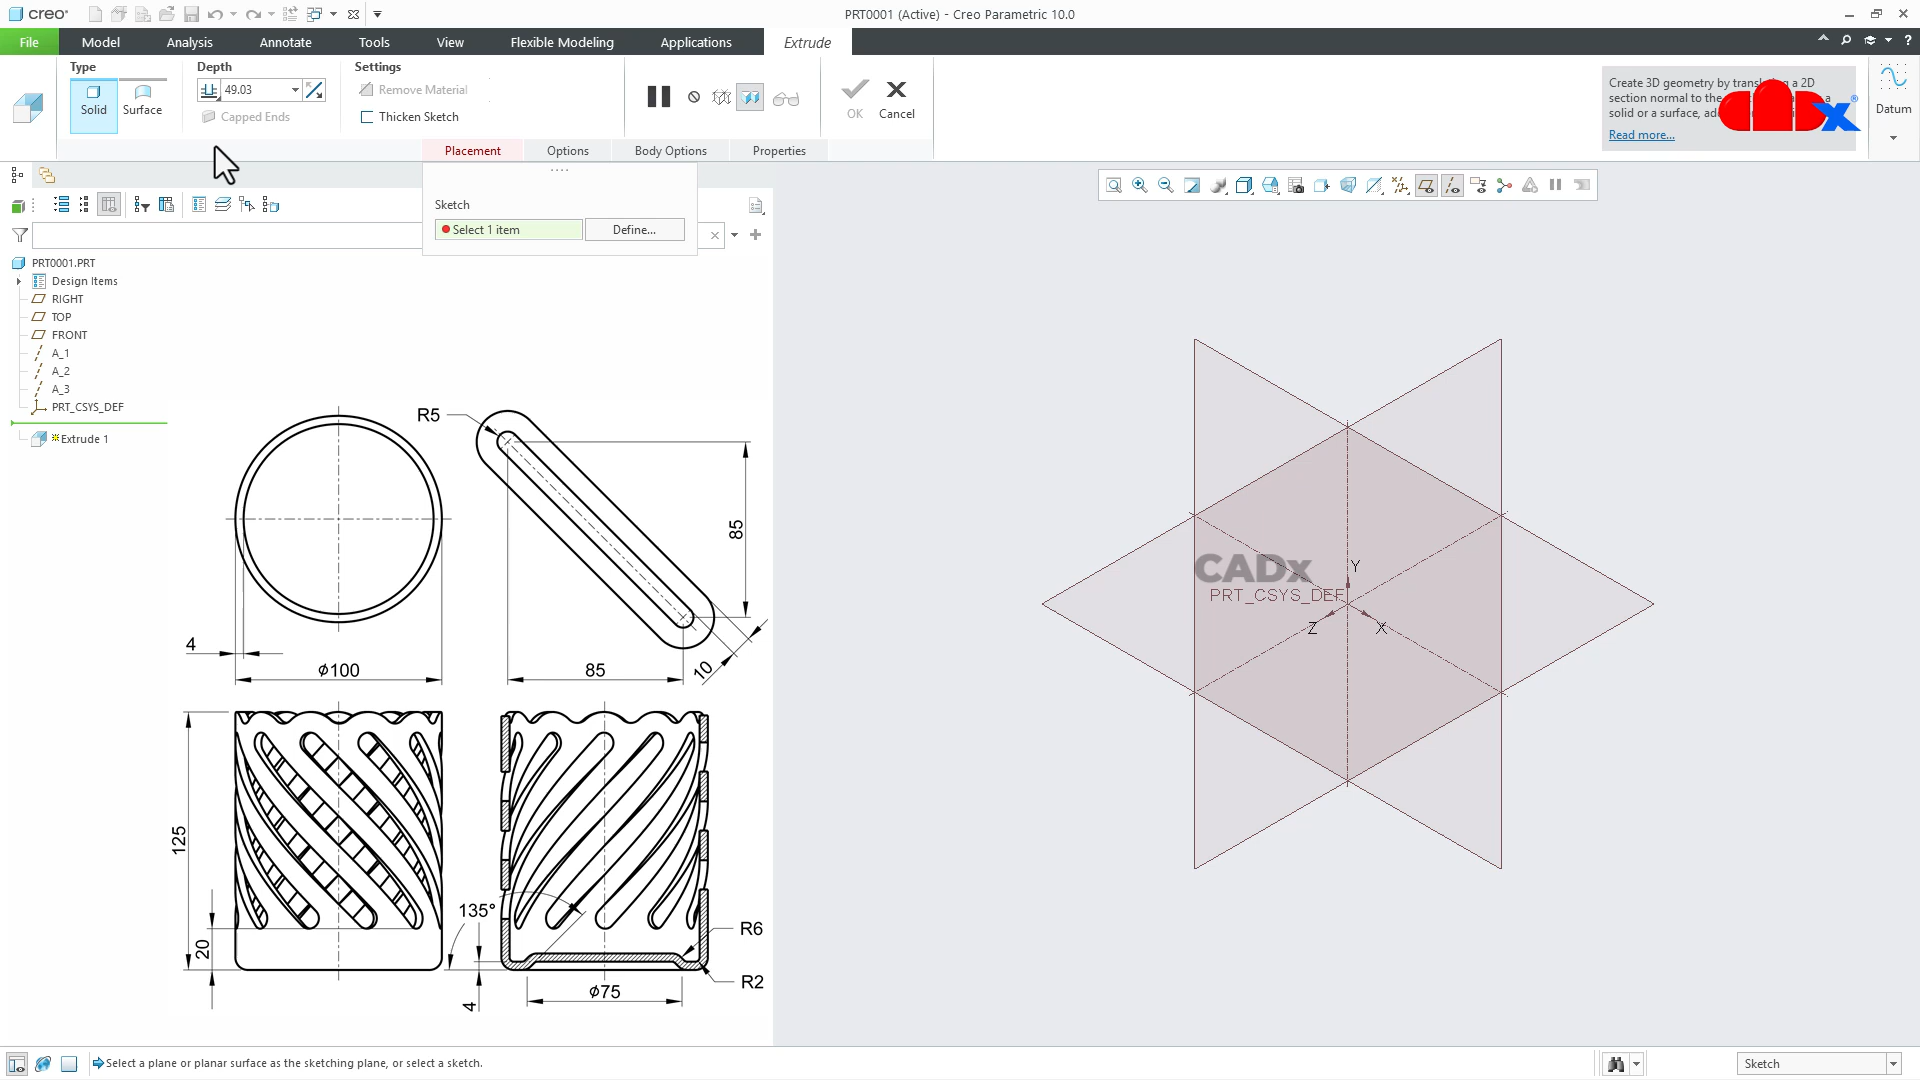 creo®
PRT0001 (Active) - Creo Parametric 10.0
File
Model
Analysis
Annotate
Tools
View
Flexible Modeling
Applications
Extrude
?
Type
Depth
Settings
Solid
Surface
49.03
Capped Ends
Remove Material
Thicken Sketch
OK
Cancel
Create 3D geometry by
a 2D
section normal to the
a
solid or a surface,
Read more...
x®
Datum
Placement
Options
Body Options
Properties
Sketch
Select 1 item
Define...
PRT0001.PRT
Design Items
RIGHT
TOP
FRONT
A_1
A_2
A_3
PRT_CSYS_DEF
Extrude 1
R5
85
4
ϕ100
85
10
125
20
135°
4
ϕ75
R6
R2
CADx
PRT_CSYS_DEF
Y
Z
X
Select a plane or planar surface as the sketching plane, or select a sketch.
Sketch